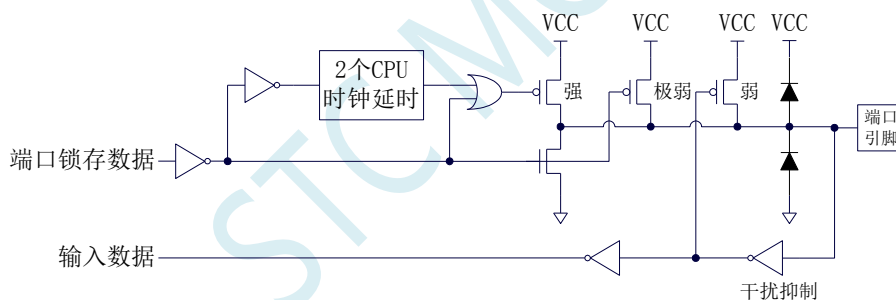 VCC VCC VCC VCC
2个CPU
时钟延时
强
极弱
弱
端口
引脚
端口锁存数据
输入数据
干扰抑制
STC M